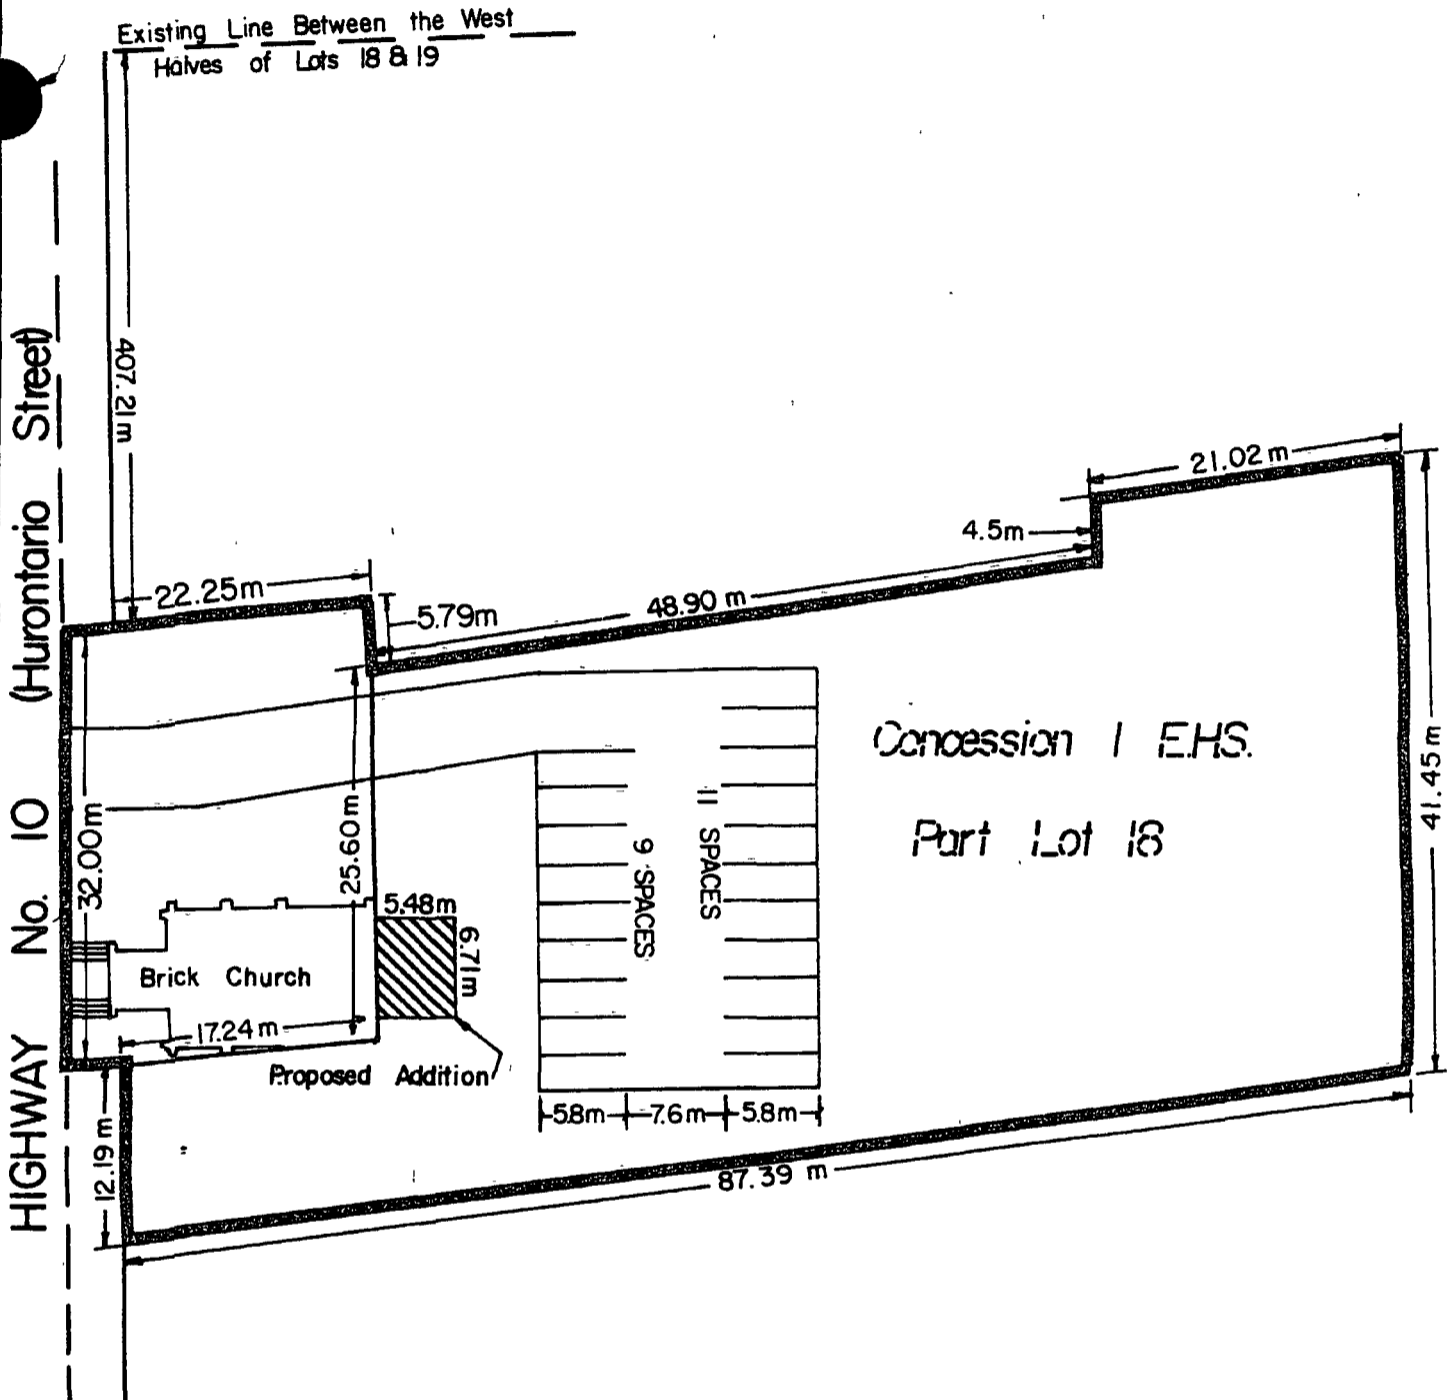 Existing Line Between the West
Halves of Lots 18 & 19
407.21m
HIGHWAY No. 10 (Hurontario Street)
21.02m
4.5m
22.25m
5.79m
48.90 m
41.45m
Concession 1 E.H.S.
Part Lot 18
32.00m
25.60m
11 SPACES
9 SPACES
5.48m
6.71m
Brick Church
17.24m
Proposed Addition
5.8m
7.6m
5.8m
12.19m
87.39 m